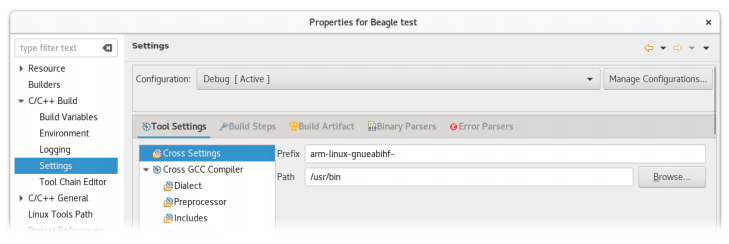 Properties for Beagle test
type filter text
Settings
Resource
Builders
C/C++ Build
Build Variables
Environment
Logging
Settings
Tool Chain Editor
C/C++ General
Linux Tools Path
Project References
Configuration: Debug [ Active ] Manage Configurations...
Tool Settings Build Steps Build Artifact Binary Parsers Error Parsers
Cross Settings
Cross GCC Compiler
Dialect
Preprocessor
Includes
Prefix arm-linux-gnueabihf-
Path /usr/bin Browse...